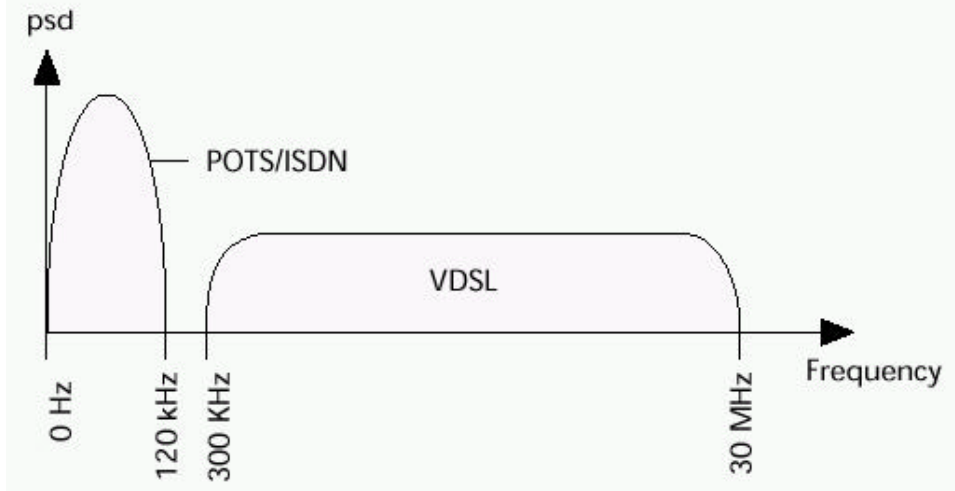 psd
POTS/ISDN
VDSL
Frequency
0 Hz
120 kHz
300 KHz
30 MHz